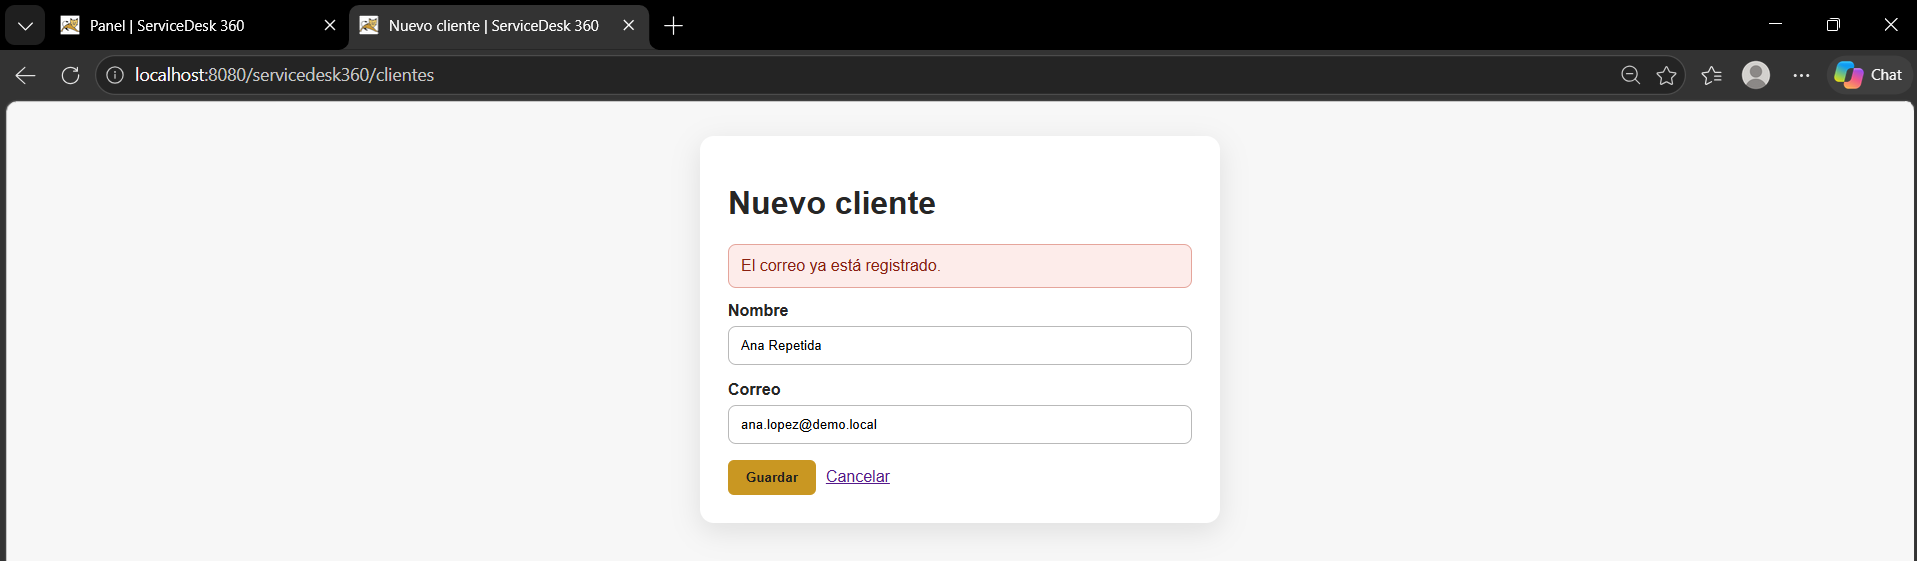 Panel | ServiceDesk 360
Nuevo cliente | ServiceDesk 360
localhost:8080/servicedesk360/clientes
Chat
Nuevo cliente
El correo ya está registrado.
Nombre
Ana Repetida
Correo
ana.lopez@demo.local
Guardar Cancelar